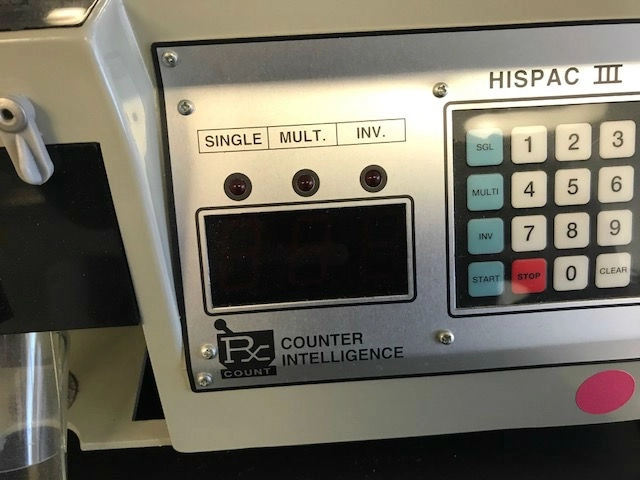 HISPAC III
SINGLE MULT. INV.
SGL 1 2 3
MULTI 4 5 6
INV 7 8 9
START STOP 0 CLEAR
Rx COUNT
COUNTER
INTELLIGENCE